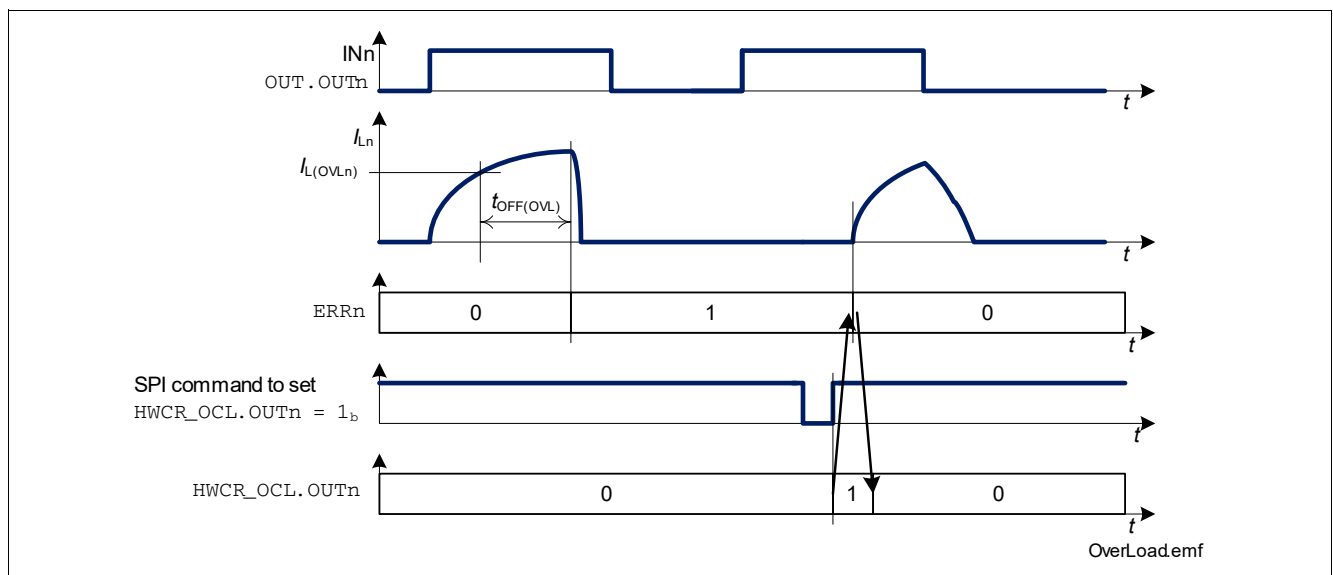 INn
OUT.OUTn
t
ILn
IL(OVLn)
tOFF(OVL)
t
ERRn 0 1 0
t
SPI command to set
HWCR_OCL.OUTn = 1b
t
HWCR_OCL.OUTn 0 1 0
t
OverLoad.emf